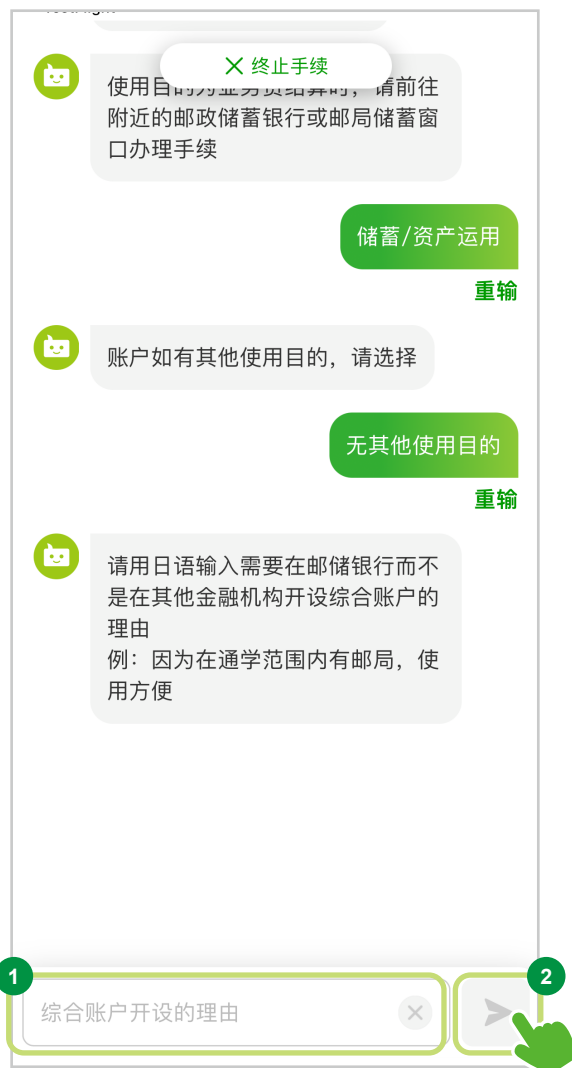 终止手续
使用目的为业务货结算时，请前往
附近的邮政储蓄银行或邮局储蓄窗
口办理手续
储蓄/资产运用
重输
账户如有其他使用目的，请选择
无其他使用目的
重输
请用日语输入需要在邮储银行而不
是在其他金融机构开设综合账户的
理由
例：因为在通学范围内有邮局，使
用方便
1
2
综合账户开设的理由